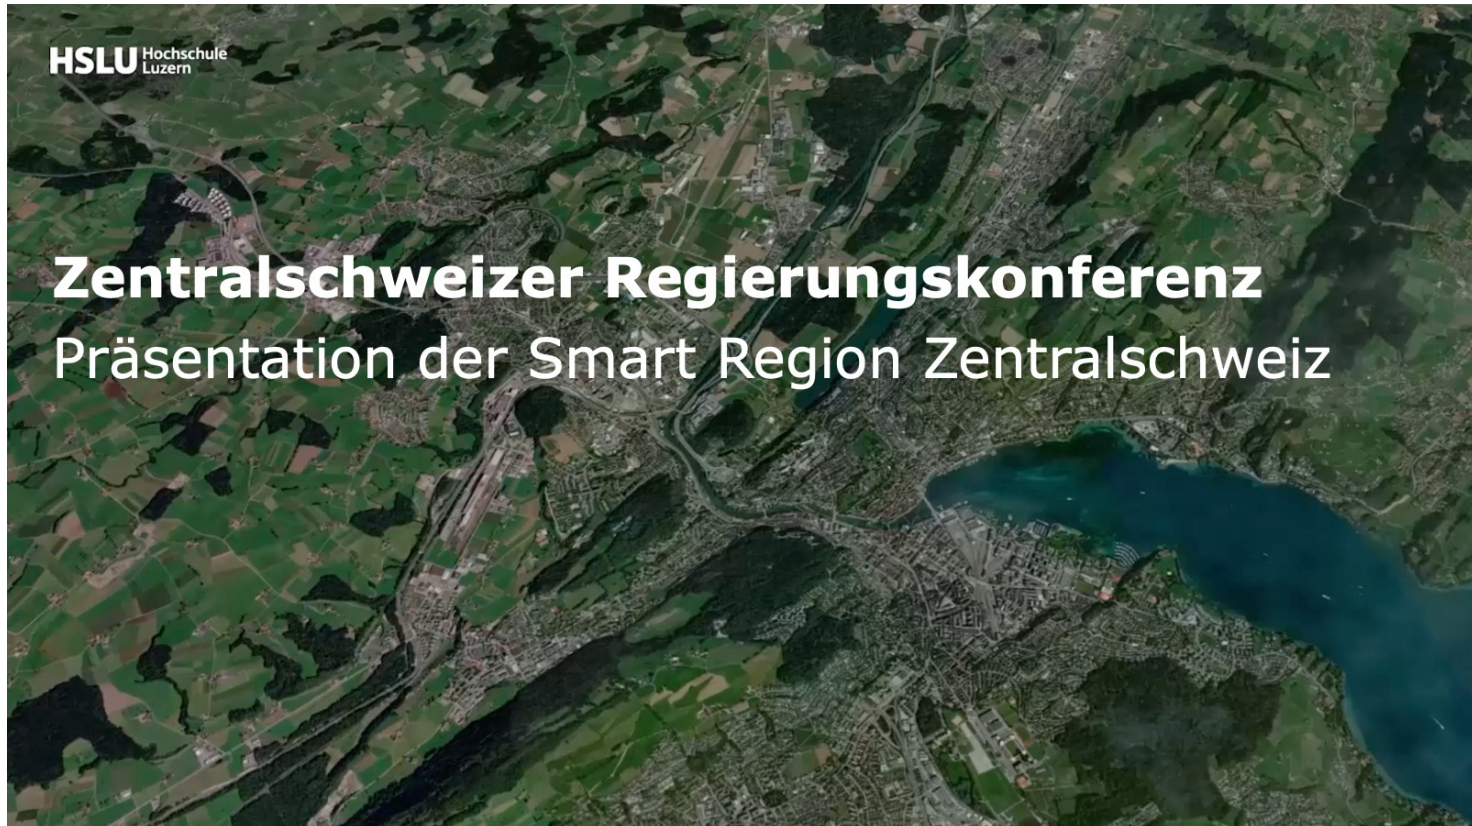 HSLU Hochschule
Luzern
Zentralschweizer Regierungskonferenz
Präsentation der Smart Region Zentralschweiz